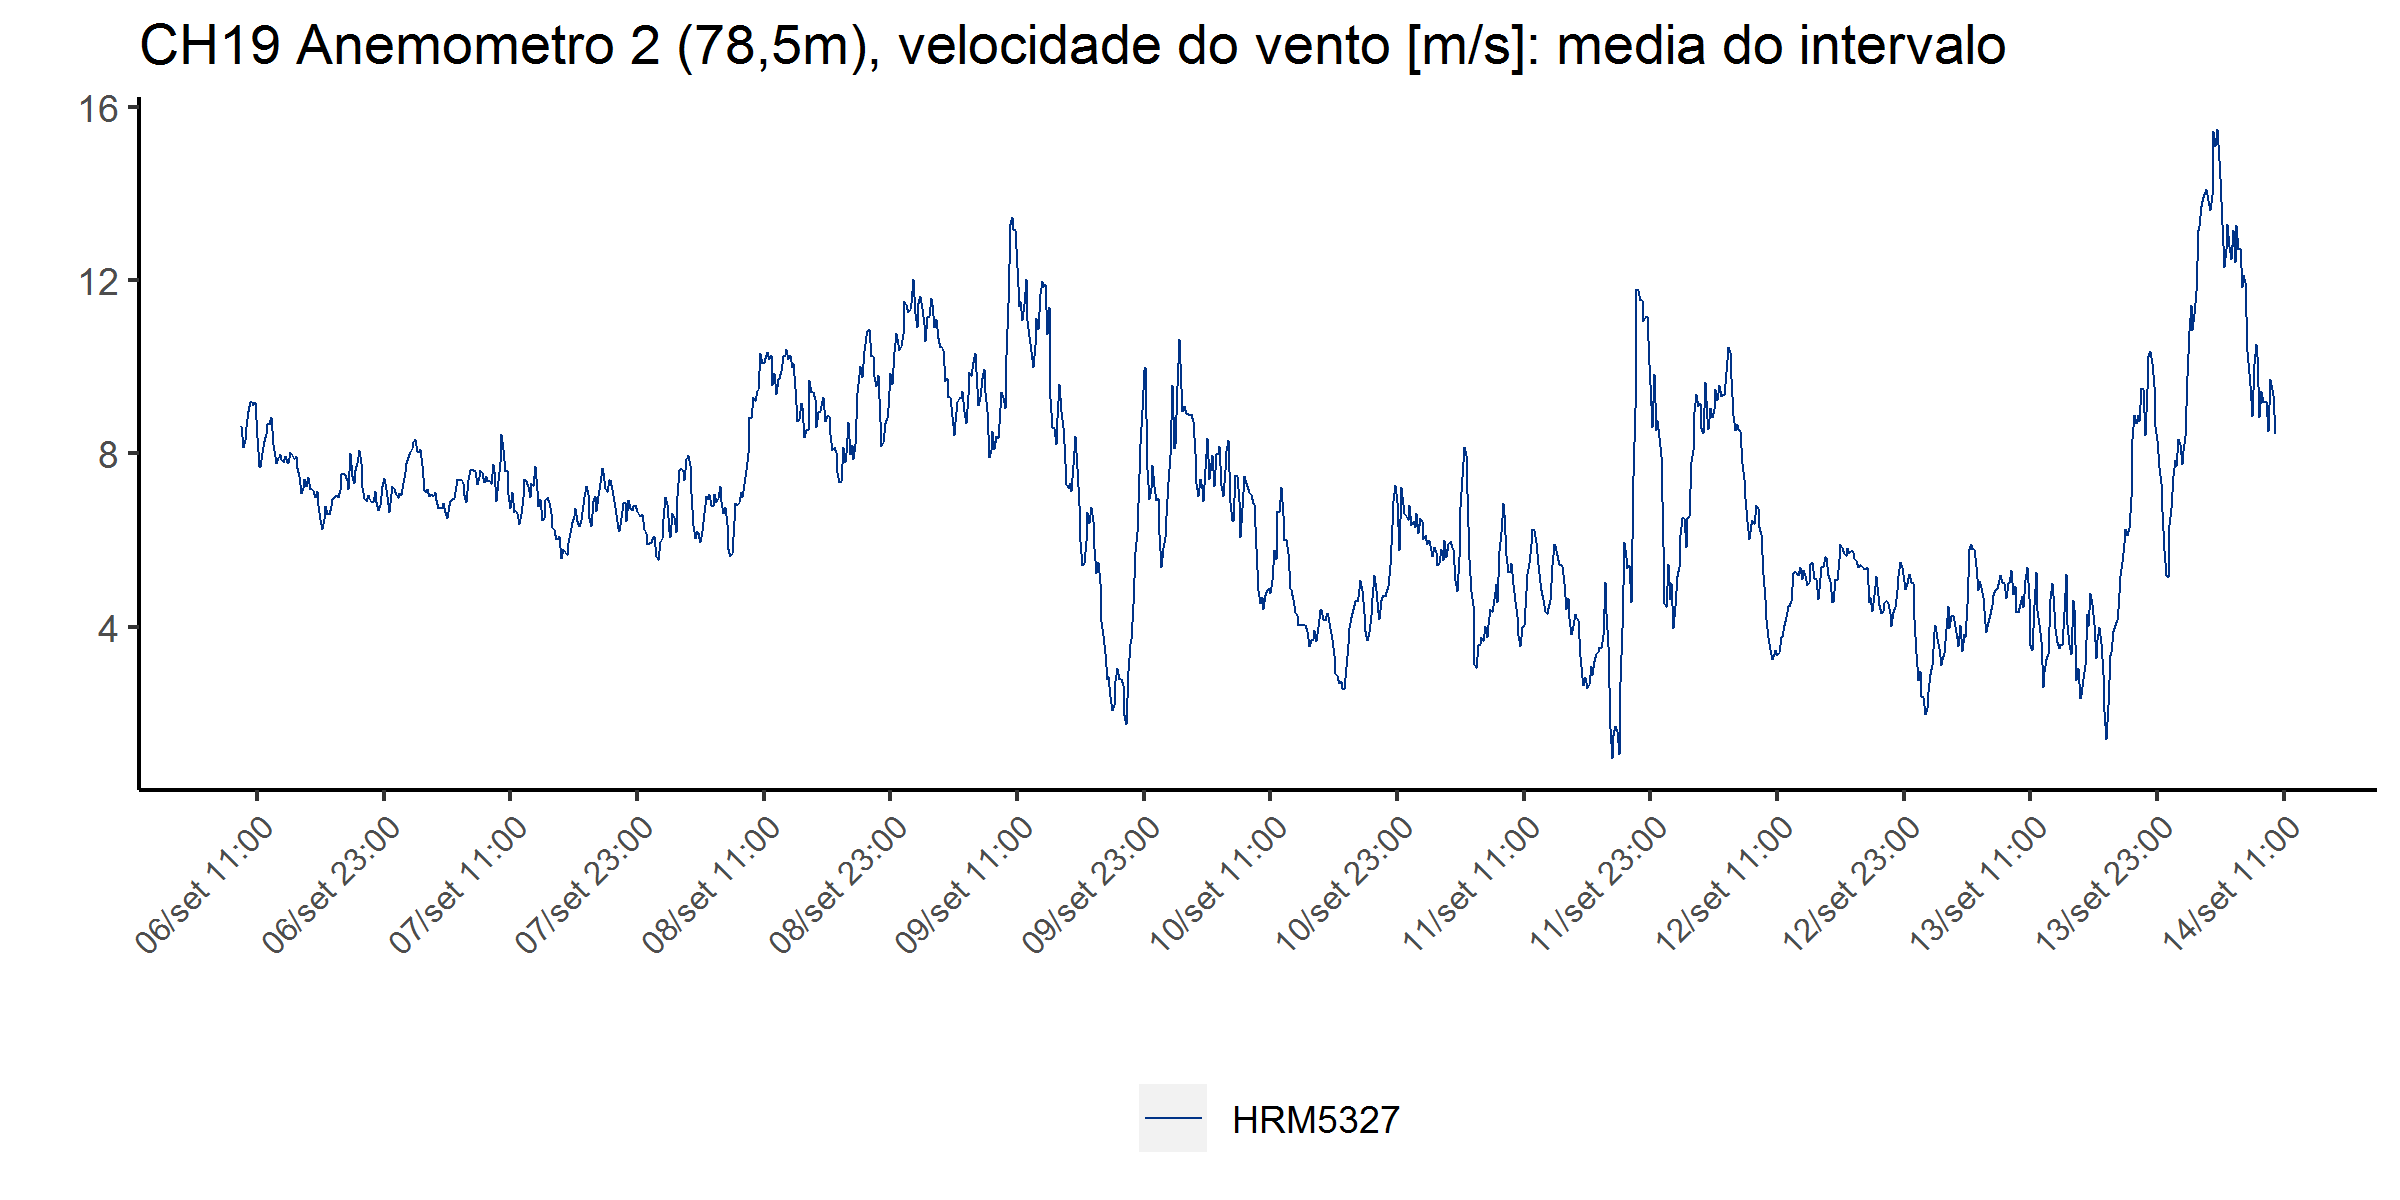 CH19 Anemometro 2 (78,5m), velocidade do vento [m/s]: media do intervalo
16
12
8
4
06/set 11:00
06/set 23:00
07/set 11:00
07/set 23:00
08/set 11:00
08/set 23:00
09/set 11:00
09/set 23:00
10/set 11:00
10/set 23:00
11/set 11:00
11/set 23:00
12/set 11:00
12/set 23:00
13/set 11:00
13/set 23:00
14/set 11:00
HRM5327